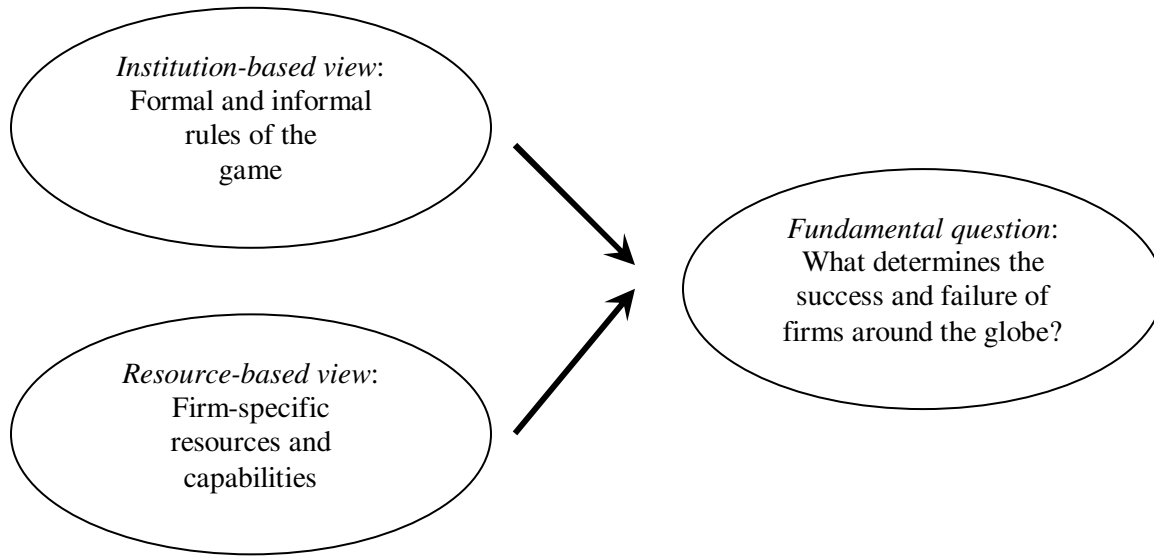 Institution-based view:
Formal and informal
rules of the
game
Fundamental question:
What determines the
success and failure of
firms around the globe?
Resource-based view:
Firm-specific
resources and
capabilities